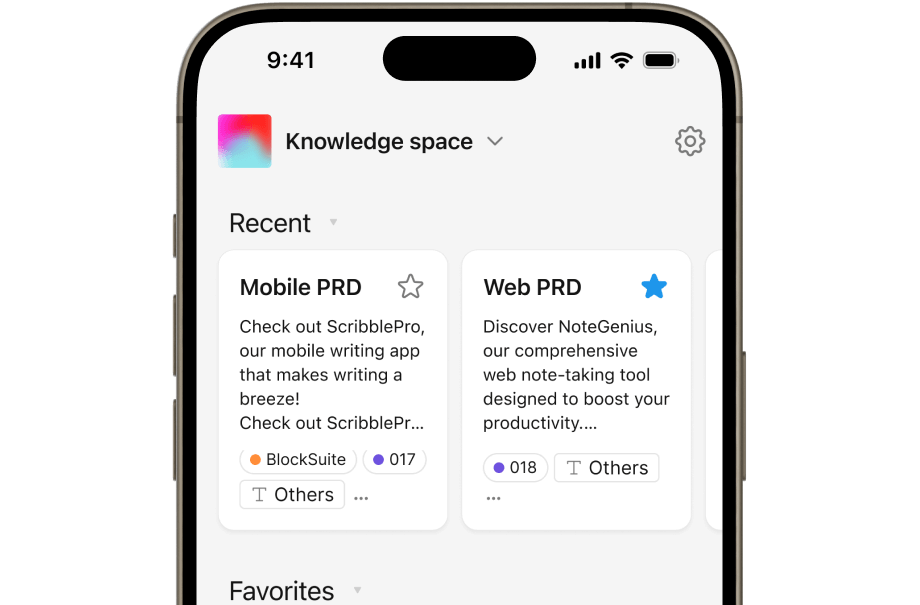 9:41
Knowledge space
Recent
Mobile PRD
Check out ScribblePro,
our mobile writing app
that makes writing a
breeze!
Check out ScribblePr...
BlockSuite
017
T Others
...
Web PRD
Discover NoteGenius,
our comprehensive
web note-taking tool
designed to boost your
productivity....
018
T Others
...
Favorites